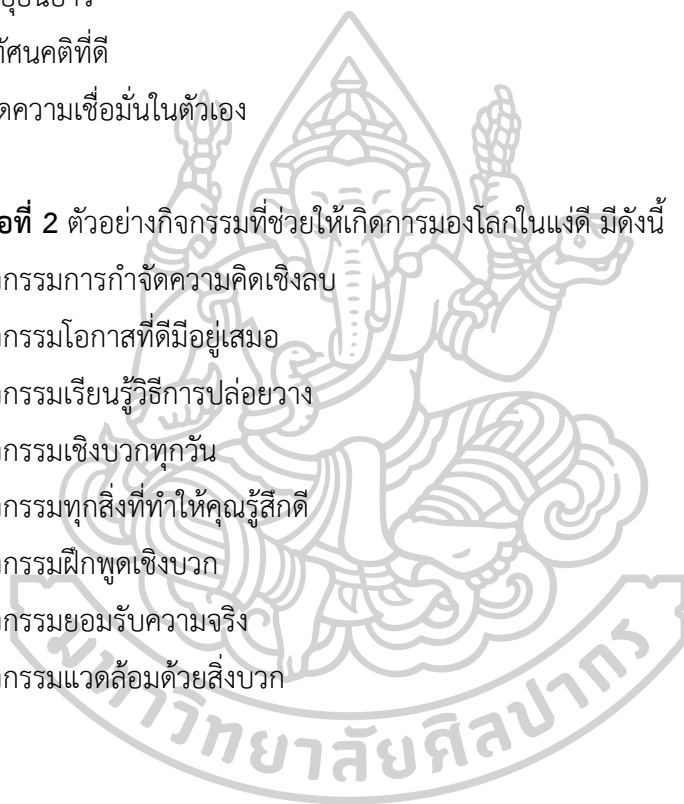 ทัศนคติที่ดี
ดความเชื่อมั่นในตัวเอง
อที่ 2 ตัวอย่างกิจกรรมที่ช่วยให้เกิดการมองโลกในแง่ดี มีดังนี้
จกรรมการกำจัดความคิดเชิงลบ
จกรรมโอกาสที่ดีมีอยู่เสมอ
จกรรมเรียนรู้วิธีการปล่อยวาง
จกรรมเชิงบวกทุกวัน
จกรรมทุกสิ่งที่ทำให้คุณรู้สึกดี
จกรรมฝึกพูดเชิงบวก
จกรรมยอมรับความจริง
จกรรมแวดล้อมด้วยสิ่งบวก
มหาวิทยาลัยศิลปากร